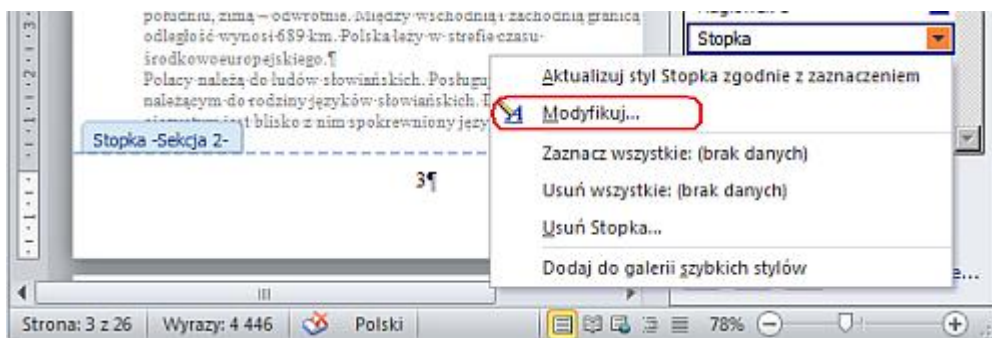 południu, zimą – odwrotnie. Między wschodnią i zachodnią granicą
odległość wynosi 689 km. Polska leży w strefie czasu
środkowoeuropejskiego.¶
Polacy należą do ludów słowiańskich.
należącym do rodziny języków słowiańskich.
jest blisko z nim spokrewniony
Stopka
Aktualizuj styl Stopka zgodnie z zaznaczeniem
Modyfikuj...
Zaznacz wszystkie: (brak danych)
Usuń wszystkie: (brak danych)
Usuń Stopka...
Dodaj do galerii szybkich stylów
Stopka -Sekcja 2-
3¶
Strona: 3 z 26 Wyrazy: 4 446 Polski 78%